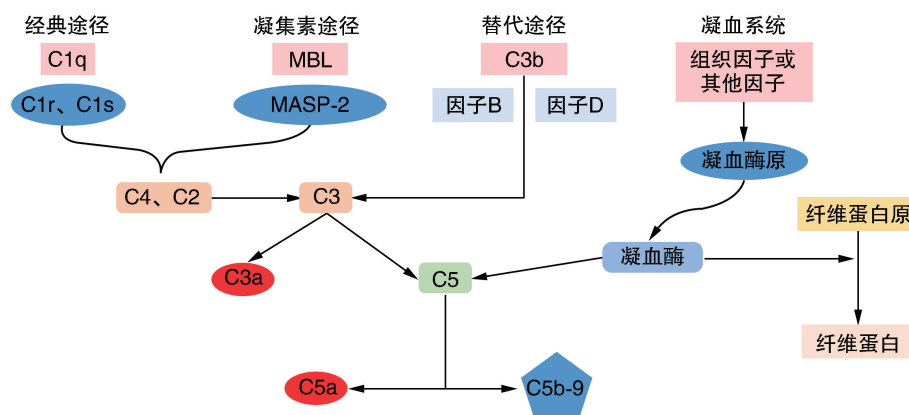 经典途径
凝集素途径
替代途径
凝血系统
C1q
MBL
C3b
组织因子或
其他因子
C1r、C1s
MASP-2
因子B
因子D
凝血酶原
C4、C2
C3
纤维蛋白原
凝血酶
C3a
C5
纤维蛋白
C5a
C5b-9